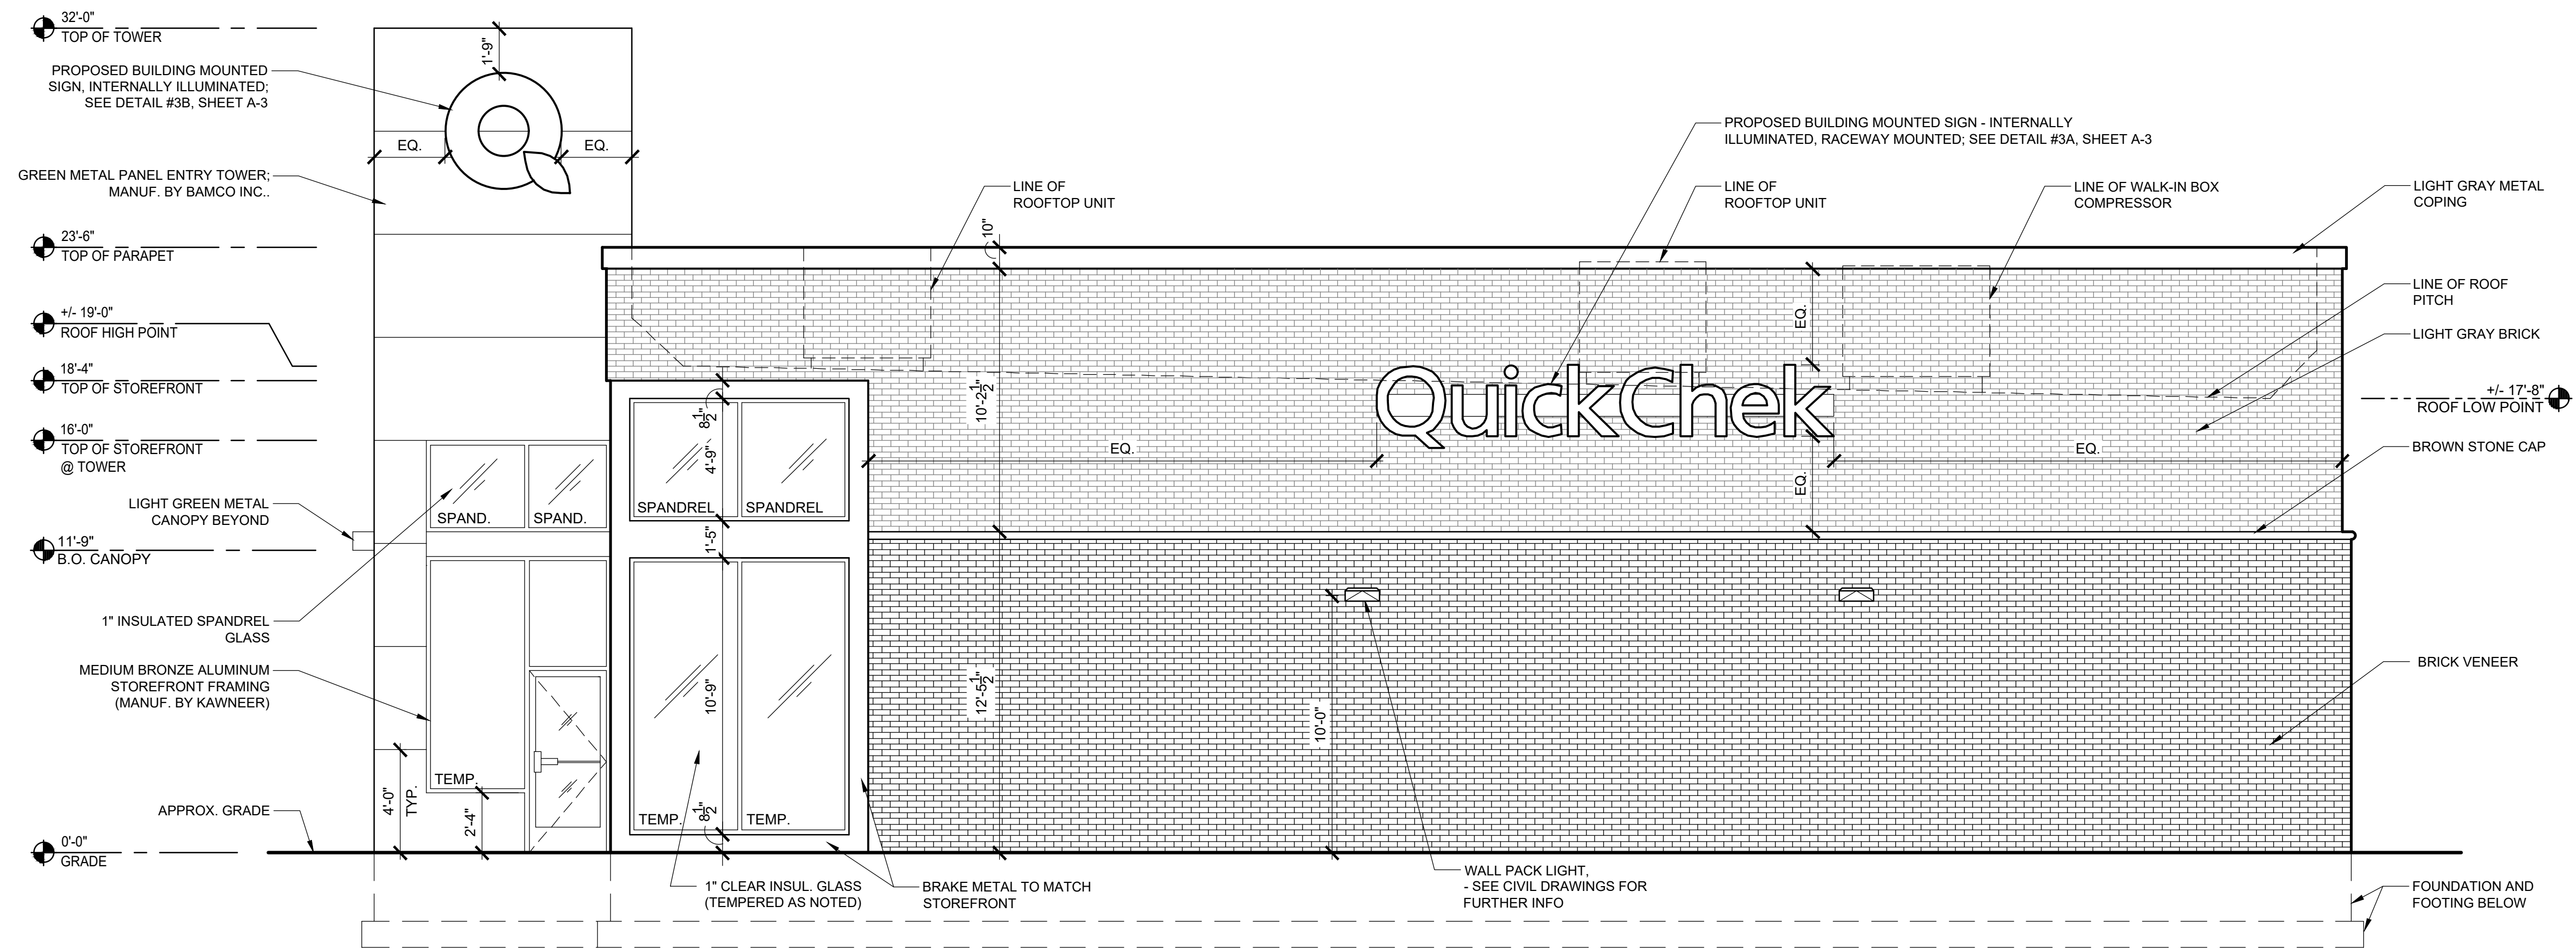 32'-0"
TOP OF TOWER
PROPOSED BUILDING MOUNTED
SIGN, INTERNALLY ILLUMINATED;
SEE DETAIL #3B, SHEET A-3
GREEN METAL PANEL ENTRY TOWER;
MANUF. BY BAMCO INC..
23'-6"
TOP OF PARAPET
+/- 19'-0"
ROOF HIGH POINT
18'-4"
TOP OF STOREFRONT
16'-0"
TOP OF STOREFRONT
@ TOWER
LIGHT GREEN METAL
CANOPY BEYOND
11'-9"
B.O. CANOPY
1" INSULATED SPANDREL
GLASS
MEDIUM BRONZE ALUMINUM
STOREFRONT FRAMING
(MANUF. BY KAWNEER)
APPROX. GRADE
0'-0"
GRADE
1'-9"
EQ.
EQ.
SPAND.
SPAND.
TEMP.
4'-0"
TYP.
2'-4"
8 1/2"
4'-9"
SPANDREL
SPANDREL
1'-5"
10'-9"
TEMP.
TEMP.
8 1/2"
1" CLEAR INSUL. GLASS
(TEMPERED AS NOTED)
BRAKE METAL TO MATCH
STOREFRONT
LINE OF
ROOFTOP UNIT
10"
10'-2 1/2"
12'-5 1/2"
EQ.
10'-0"
QuickChek
EQ.
EQ.
EQ.
PROPOSED BUILDING MOUNTED SIGN - INTERNALLY
ILLUMINATED, RACEWAY MOUNTED; SEE DETAIL #3A, SHEET A-3
LINE OF
ROOFTOP UNIT
LINE OF WALK-IN BOX
COMPRESSOR
WALL PACK LIGHT,
- SEE CIVIL DRAWINGS FOR
FURTHER INFO
LIGHT GRAY METAL
COPING
LINE OF ROOF
PITCH
LIGHT GRAY BRICK
+/- 17'-8"
ROOF LOW POINT
BROWN STONE CAP
BRICK VENEER
FOUNDATION AND
FOOTING BELOW